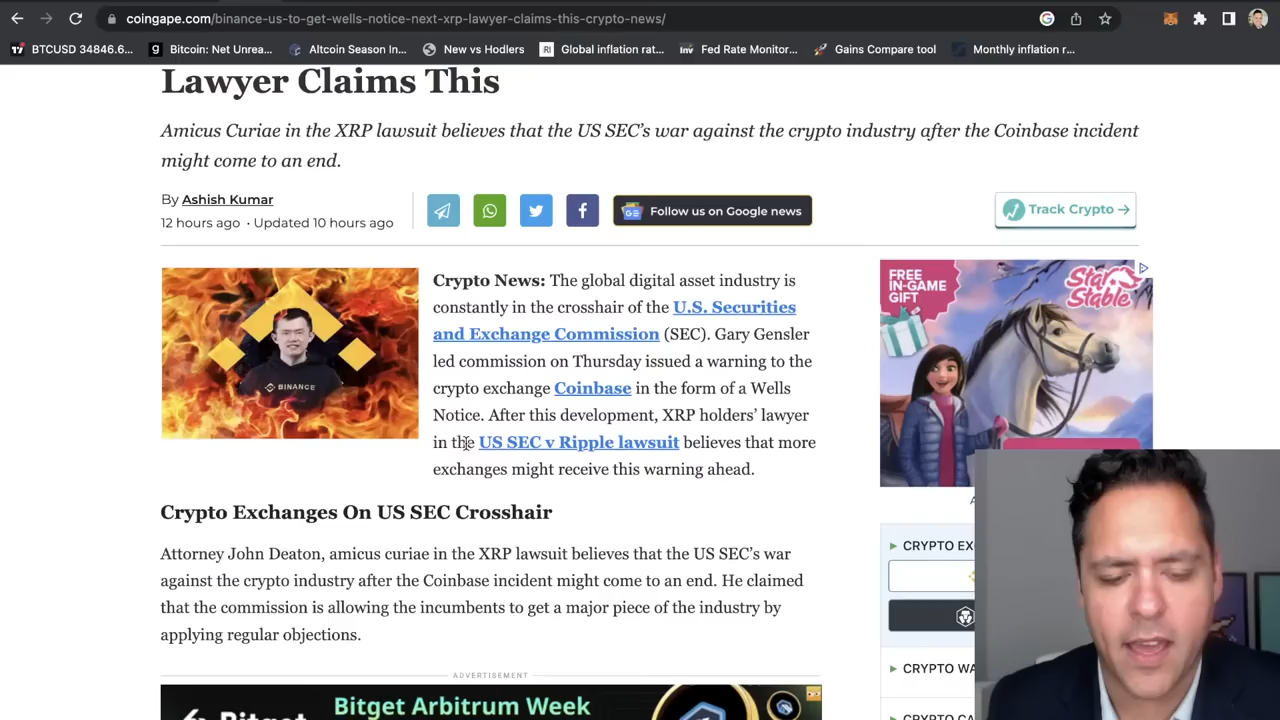 coingape.com/binance-us-to-get-wells-notice-next-xrp-lawyer-claims-this-crypto-news/
BTCUSD 34846.6... Bitcoin: Net Unrea... Altcoin Season In... New vs Hodlers RI Global inflation rat... Inv Fed Rate Monitor... Gains Compare tool Monthly inflation r...
Lawyer Claims This
Amicus Curiae in the XRP lawsuit believes that the US SEC’s war against the crypto industry after the Coinbase incident
might come to an end.
By Ashish Kumar
12 hours ago • Updated 10 hours ago
Follow us on Google news
Track Crypto →
Crypto News: The global digital asset industry is
constantly in the crosshair of the U.S. Securities
and Exchange Commission (SEC). Gary Gensler
led commission on Thursday issued a warning to the
crypto exchange Coinbase in the form of a Wells
Notice. After this development, XRP holders’ lawyer
in the US SEC v Ripple lawsuit believes that more
exchanges might receive this warning ahead.
BINANCE
FREE
IN-GAME
GIFT
Star
Stable
Crypto Exchanges On US SEC Crosshair
Attorney John Deaton, amicus curiae in the XRP lawsuit believes that the US SEC’s war
against the crypto industry after the Coinbase incident might come to an end. He claimed
that the commission is allowing the incumbents to get a major piece of the industry by
applying regular objections.
ADVERTISEMENT
Bitget Arbitrum Week
Bitget
CRYPTO EX
CRYPTO WA
CRYPTO CA